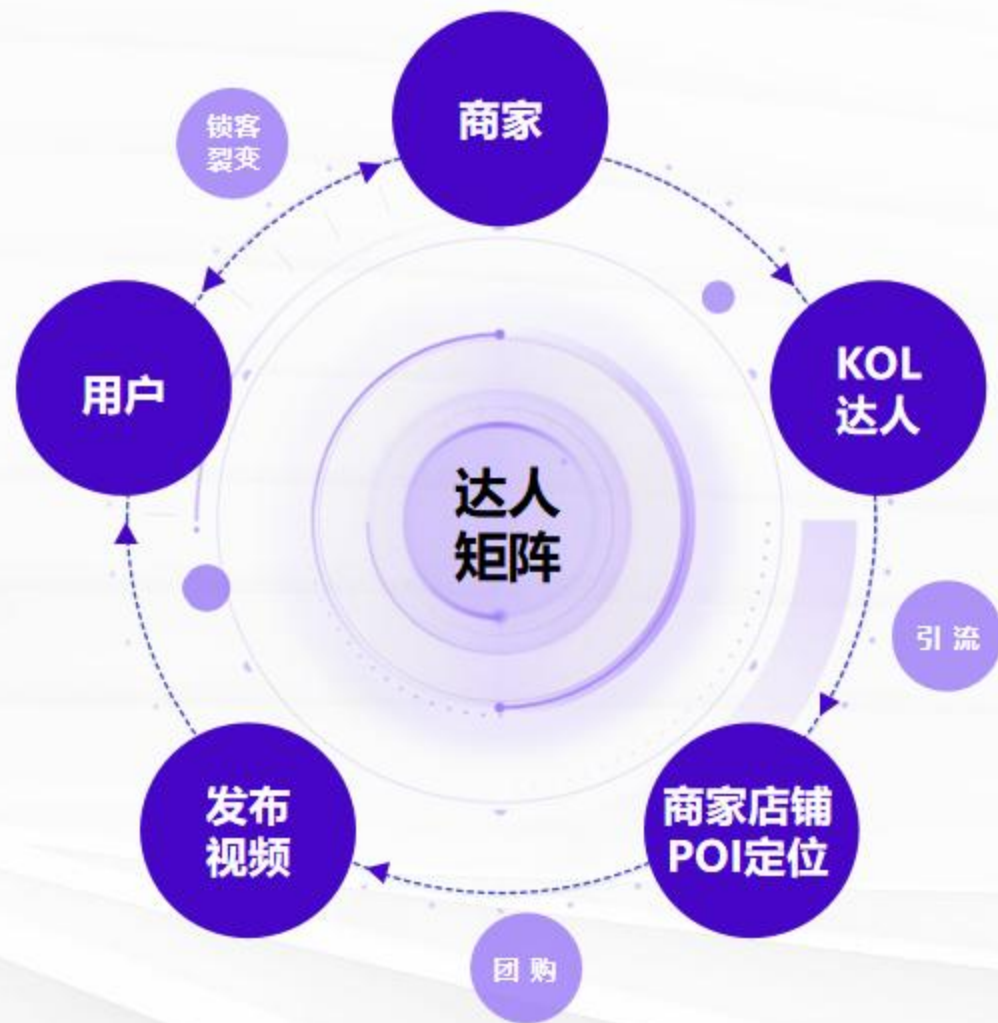 商家
锁客
裂变
用户
KOL
达人
达人
矩阵
引流
发布
视频
商家店铺
POI定位
团购